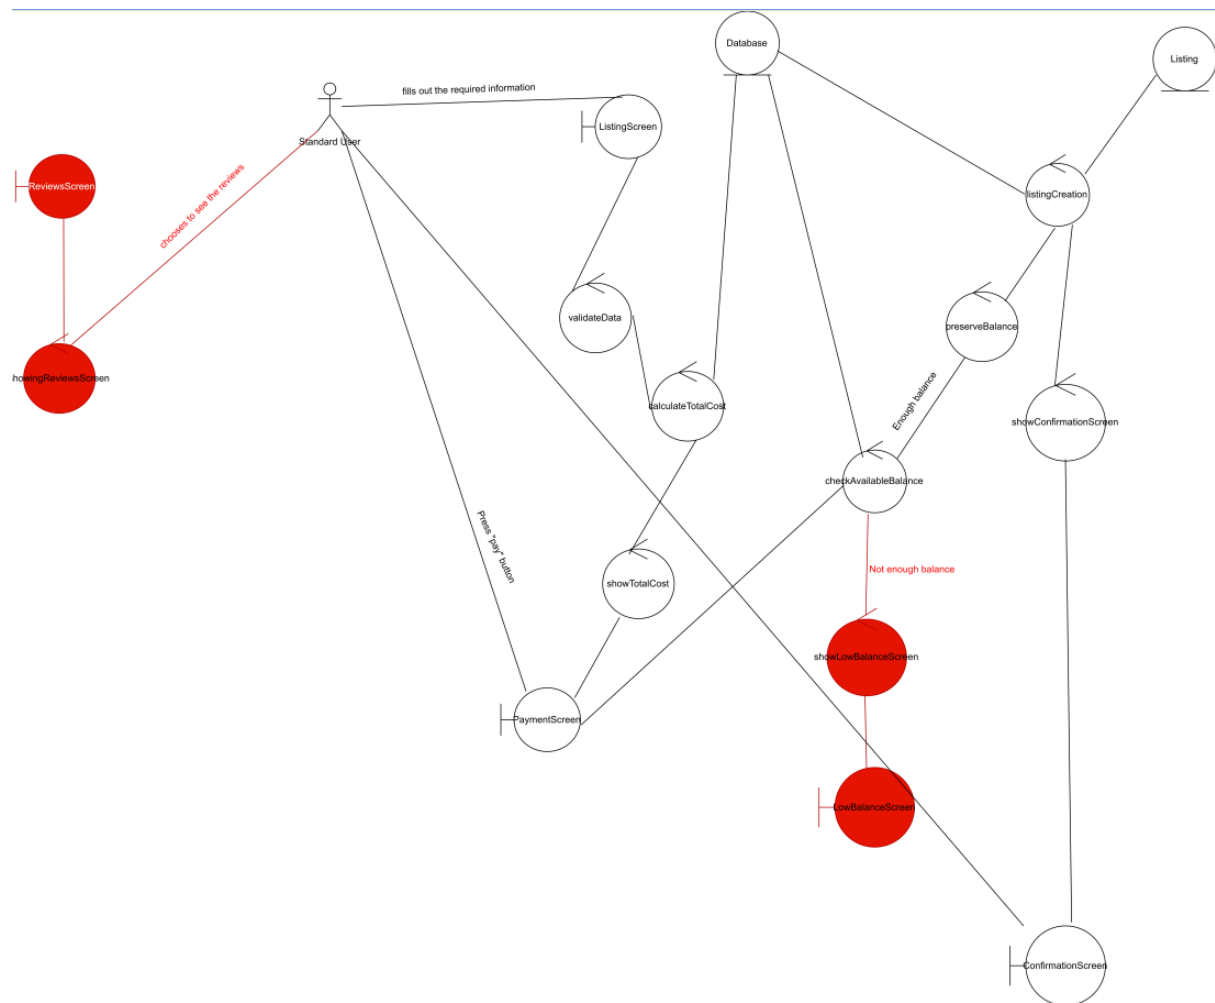 Database
Listing
fills out the required information
ListingScreen
Standard User
ReviewsScreen
chooses to see the reviews
listingCreation
validateData
preserveBalance
howingReviewsScreen
calculateTotalCost
Enough balance
showConfirmationScreen
checkAvailableBalance
Press "pay" button
showTotalCost
Not enough balance
showLowBalanceScreen
PaymentScreen
LowBalanceScreen
ConfirmationScreen